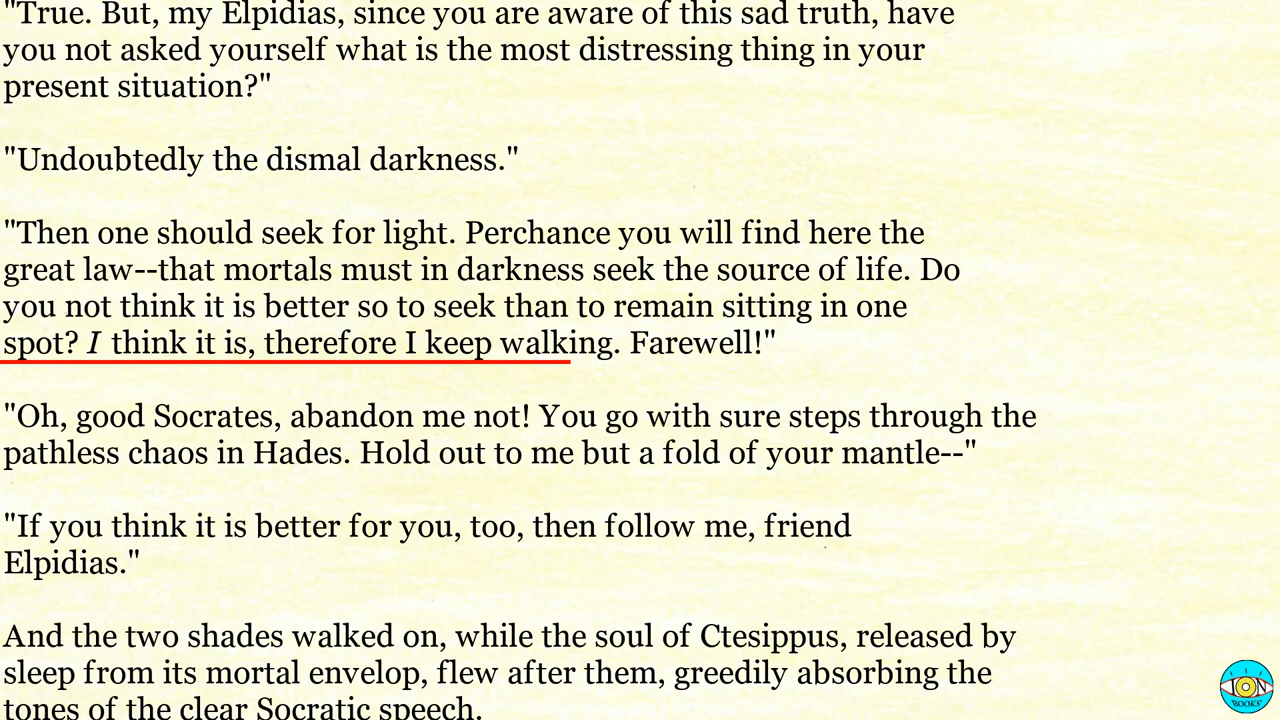 "True. But, my Elpidias, since you are aware of this sad truth, have
you not asked yourself what is the most distressing thing in your
present situation?"
"Undoubtedly the dismal darkness."
"Then one should seek for light. Perchance you will find here the
great law--that mortals must in darkness seek the source of life. Do
you not think it is better so to seek than to remain sitting in one
spot? I think it is, therefore I keep walking. Farewell!"
"Oh, good Socrates, abandon me not! You go with sure steps through the
pathless chaos in Hades. Hold out to me but a fold of your mantle--"
"If you think it is better for you, too, then follow me, friend
Elpidias."
And the two shades walked on, while the soul of Ctesippus, released by
sleep from its mortal envelop, flew after them, greedily absorbing the
tones of the clear Socratic speech.
ION
BOOKS